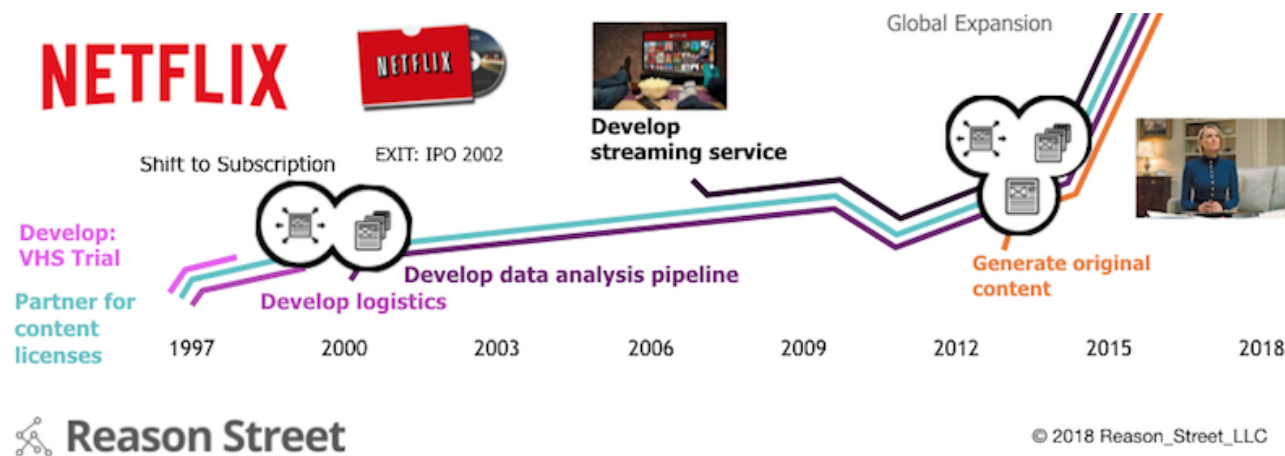 NETFLIX
NETFLIX
Global Expansion
Develop
streaming service
Shift to Subscription
EXIT: IPO 2002
Develop:
VHS Trial
Develop data analysis pipeline
Generate original
content
Develop logistics
Partner for
content
licenses
1997
2000
2003
2006
2009
2012
2015
2018
Reason Street
© 2018 Reason_Street_LLC